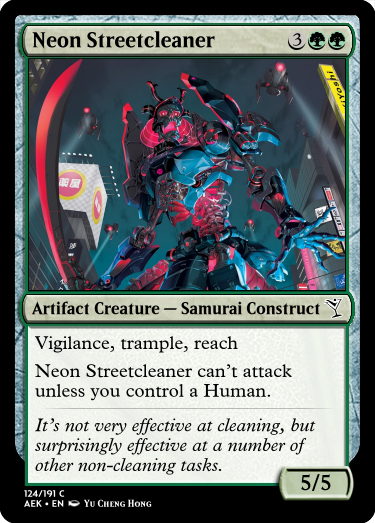 Neon Streetcleaner 3
Artifact Creature — Samurai Construct
Vigilance, trample, reach
Neon Streetcleaner can't attack
unless you control a Human.
It's not very effective at cleaning, but
surprisingly effective at a number of
other non-cleaning tasks.
5/5
124/191 C
AEK • EN Yu Cheng Hong